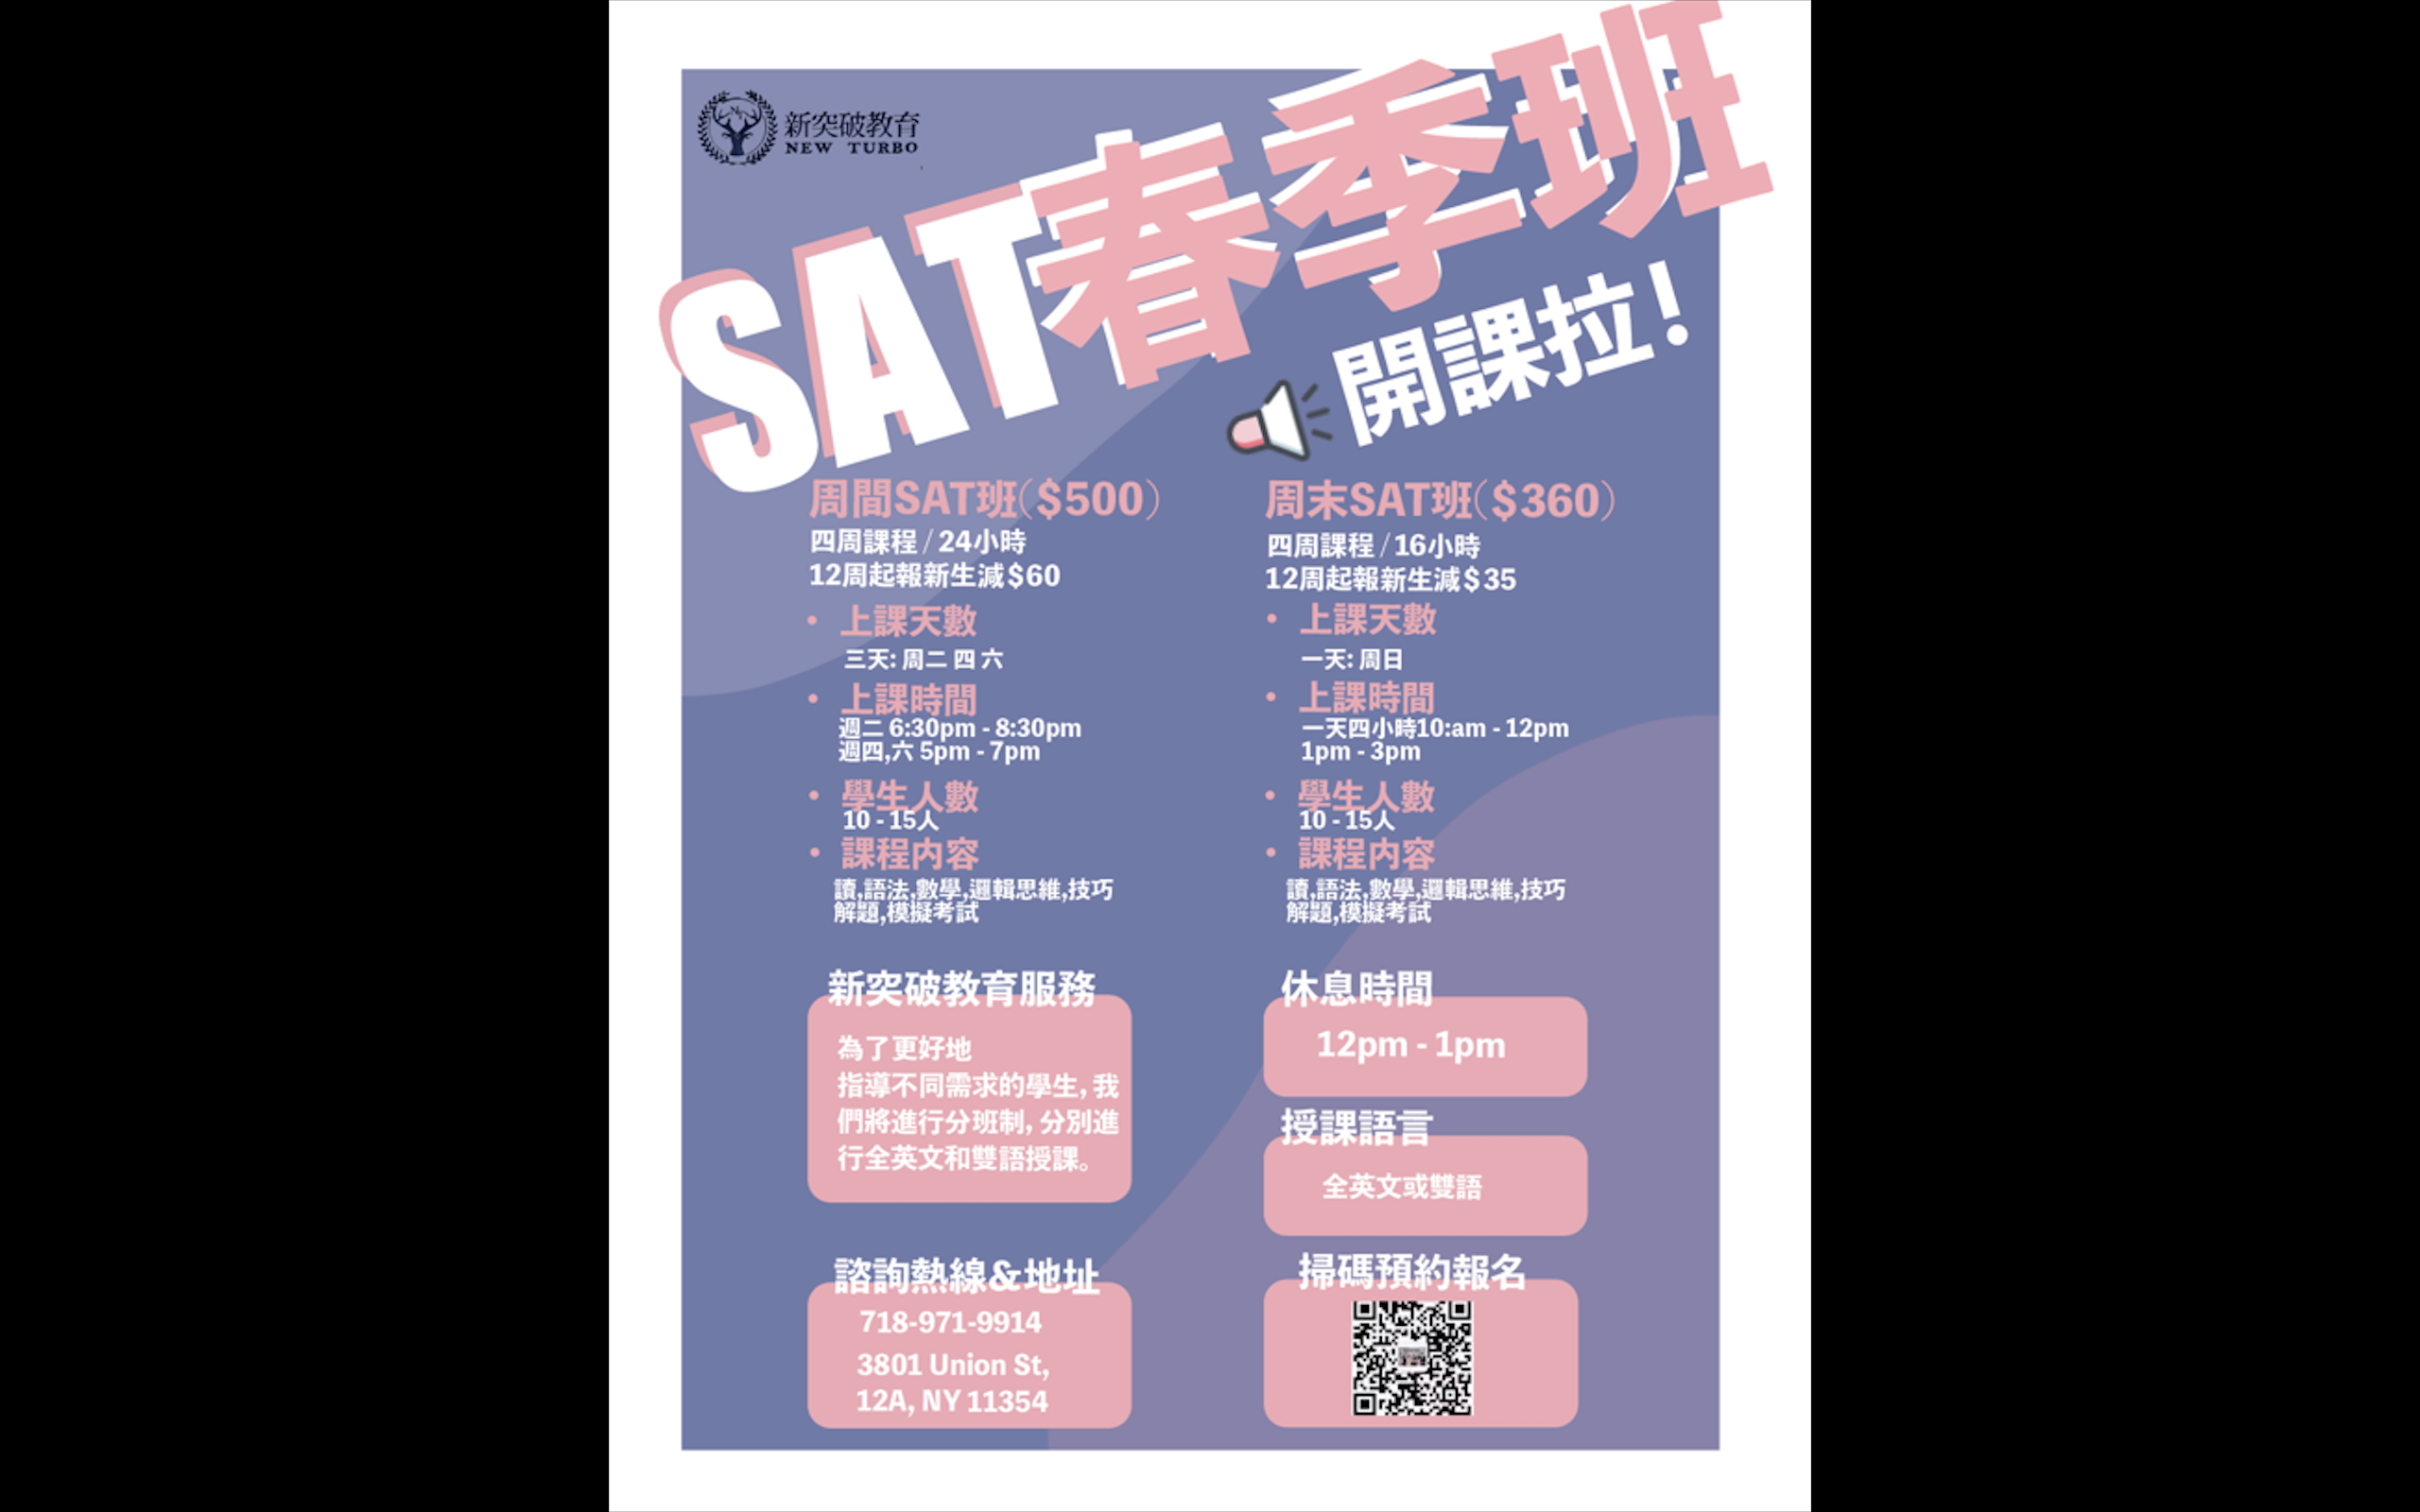 新突破教育
NEW TURBO
SAT春季班
開課拉!
周間SAT班($500)
四周課程/24小時
12周起報新生減$60
• 上課天數
三天: 周二 四 六
• 上課時間
週二 6:30pm - 8:30pm
週四,六 5pm - 7pm
• 學生人數
10 - 15人
• 課程內容
讀,語法,數學,邏輯思維,技巧
解題,模擬考試
周末SAT班($360)
四周課程/16小時
12周起報新生減$35
• 上課天數
一天: 周日
• 上課時間
一天四小時10:am - 12pm
1pm - 3pm
• 學生人數
10 - 15人
• 課程內容
讀,語法,數學,邏輯思維,技巧
解題,模擬考試
新突破教育服務
為了更好地
指導不同需求的學生,我
們將進行分班制,分別進
行全英文和雙語授課。
休息時間
12pm - 1pm
授課語言
全英文或雙語
諮詢熱線&地址
718-971-9914
3801 Union St,
12A, NY 11354
掃碼預約報名